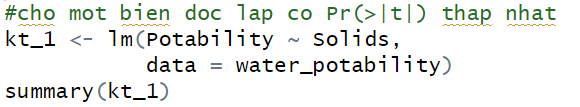 #cho mot bien doc lap co Pr(>|t|) thap nhat
kt_1 <- lm(Potability ~ Solids,
           data = water_potability)
summary(kt_1)